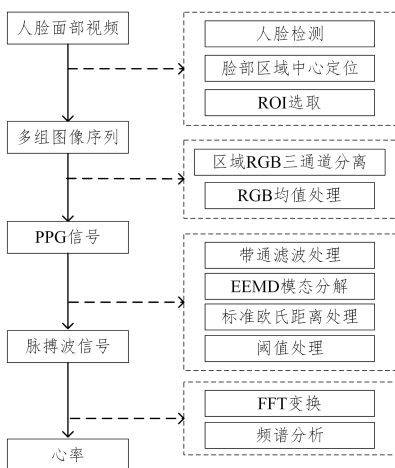 人脸面部视频
人脸检测
脸部区域中心定位
ROI选取
多组图像序列
区域RGB三通道分离
RGB均值处理
PPG信号
带通滤波处理
EEMD模态分解
标准欧氏距离处理
阈值处理
脉搏波信号
FFT变换
频谱分析
心率